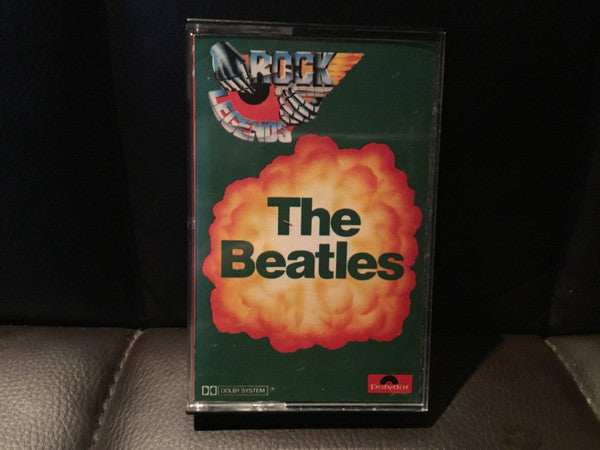 ROCK
LEGENDS
The
Beatles
DOLBY SYSTEM
polydor